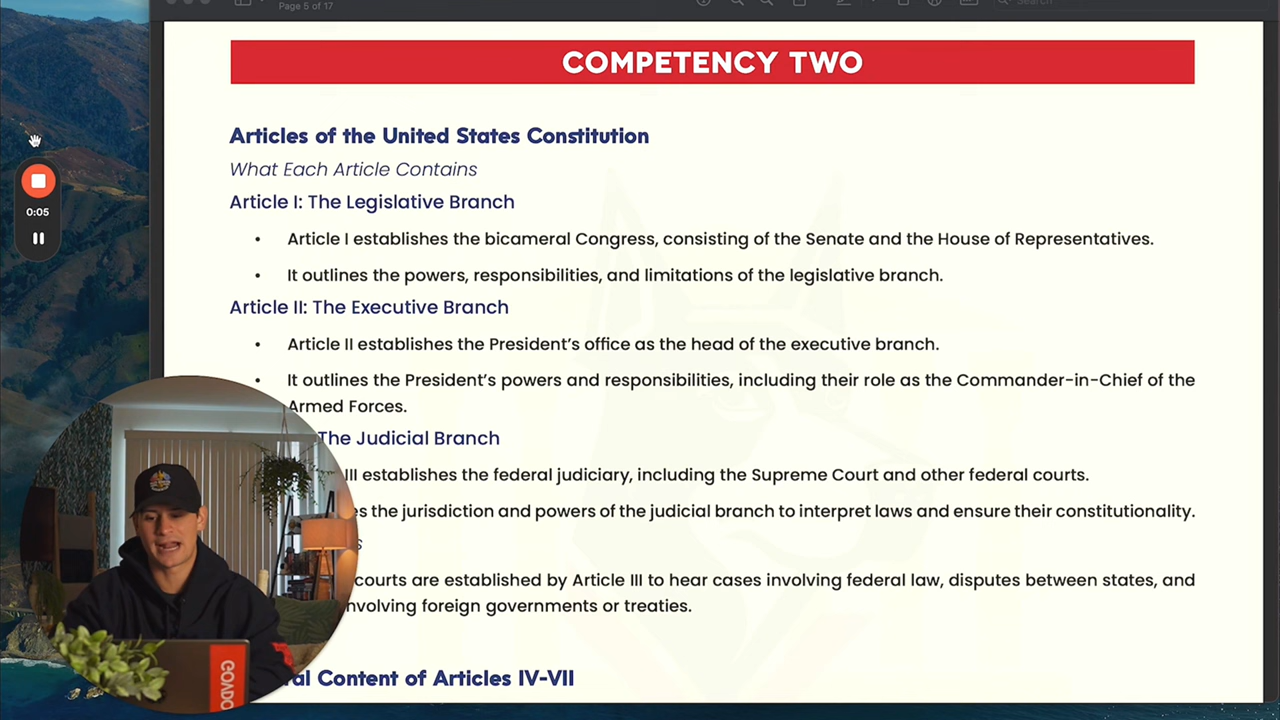 Page 5 of 17
Search
COMPETENCY TWO
Articles of the United States Constitution
What Each Article Contains
Article I: The Legislative Branch
• Article I establishes the bicameral Congress, consisting of the Senate and the House of Representatives.
• It outlines the powers, responsibilities, and limitations of the legislative branch.
Article II: The Executive Branch
• Article II establishes the President's office as the head of the executive branch.
• It outlines the President's powers and responsibilities, including their role as the Commander-in-Chief of the
Armed Forces.
The Judicial Branch
III establishes the federal judiciary, including the Supreme Court and other federal courts.
the jurisdiction and powers of the judicial branch to interpret laws and ensure their constitutionality.
courts are established by Article III to hear cases involving federal law, disputes between states, and
nvolving foreign governments or treaties.
Content of Articles IV-VII
0:05